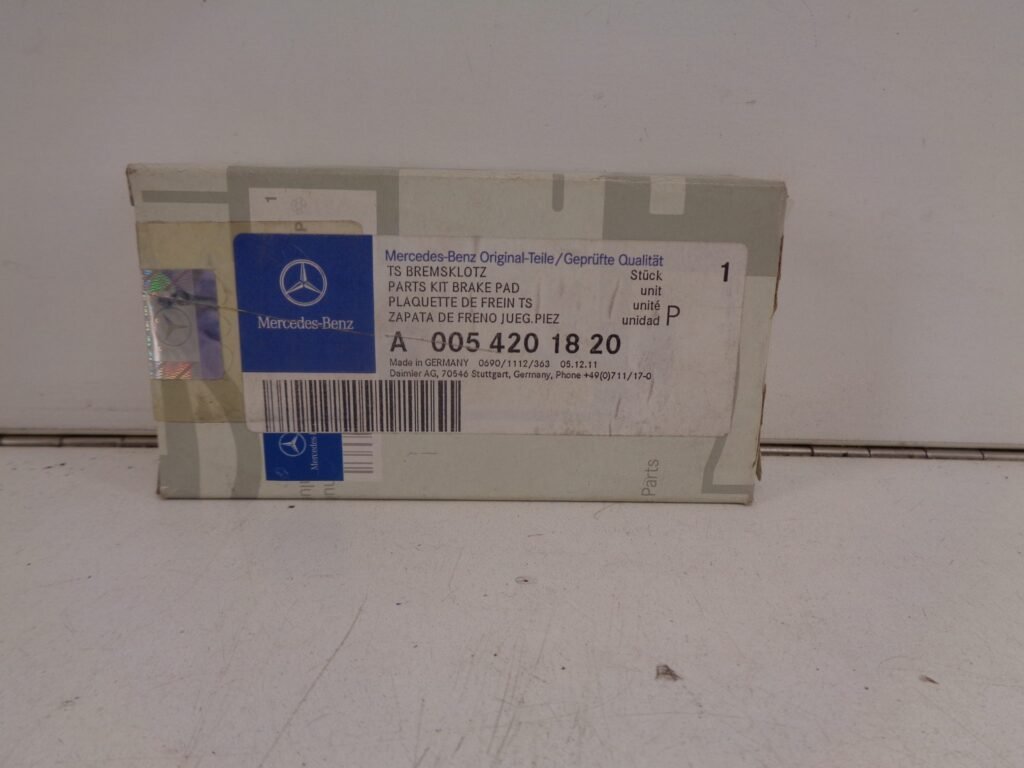 1
P
Mercedes-Benz
Mercedes-Benz Original-Teile/Geprüfte Qualität
TS BREMSKLOTZ
PARTS KIT BRAKE PAD
PLAQUETTE DE FREIN TS
ZAPATA DE FRENO JUEG.PIEZ
Stück
unit
unité
unidad P
1
A 005 420 18 20
Made in GERMANY 0690/1112/363 05.12.11
Daimler AG, 70546 Stuttgart, Germany, Phone +49(0)711/17-0
Parts